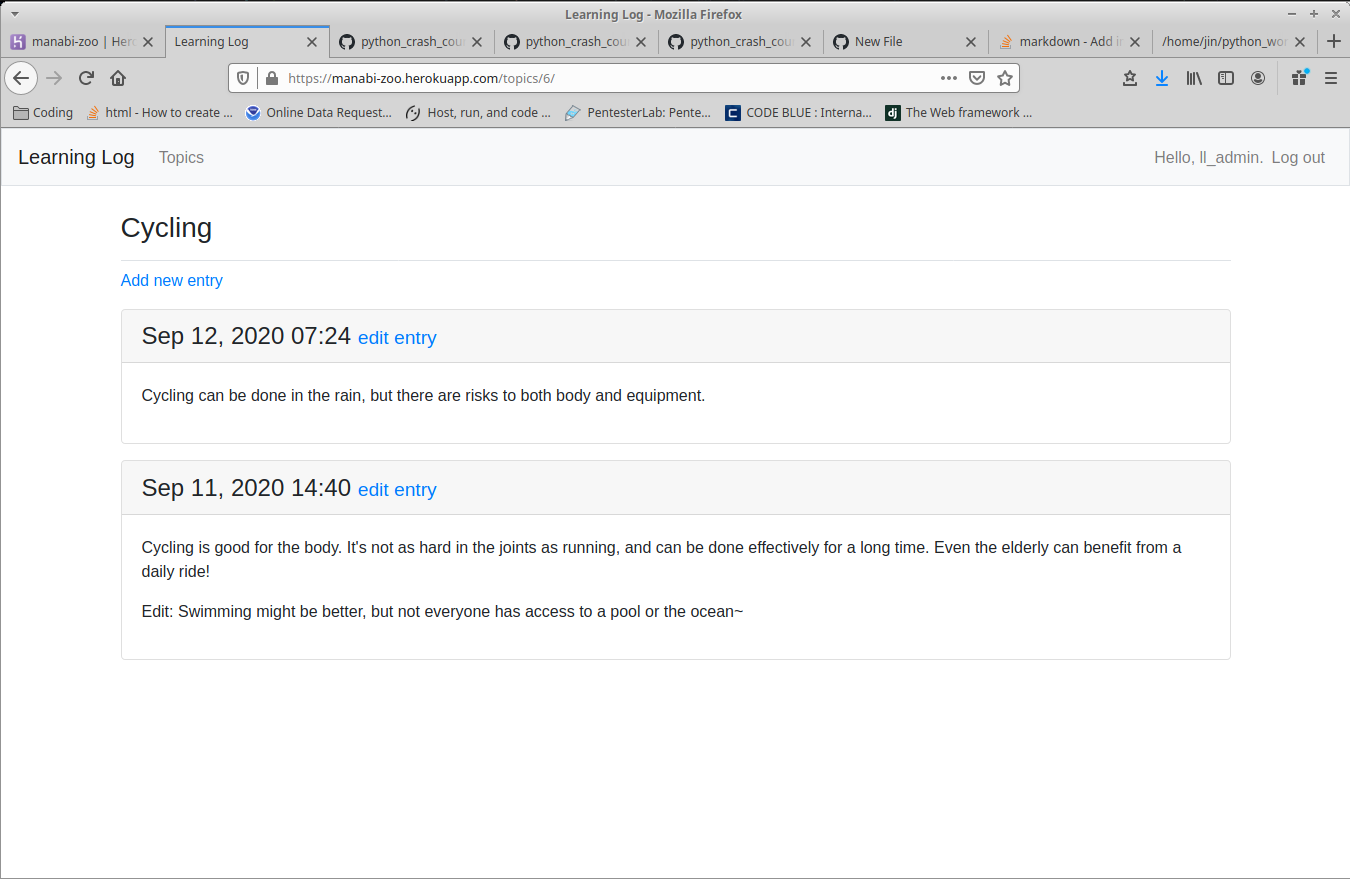 Learning Log - Mozilla Firefox
manabi-zoo | Her
Learning Log
python_crash_cou
python_crash_cou
python_crash_cou
New File
markdown - Add i
/home/jin/python_wo
https://manabi-zoo.herokuapp.com/topics/6/
Coding
html - How to create ...
Online Data Request...
Host, run, and code ...
PentesterLab: Pente...
CODE BLUE : Interna...
dj
The Web framework ...
Learning Log
Topics
Hello, ll_admin.
Log out
Cycling
Add new entry
Sep 12, 2020 07:24 edit entry
Cycling can be done in the rain, but there are risks to both body and equipment.
Sep 11, 2020 14:40 edit entry
Cycling is good for the body. It's not as hard in the joints as running, and can be done effectively for a long time. Even the elderly can benefit from a
daily ride!
Edit: Swimming might be better, but not everyone has access to a pool or the ocean~